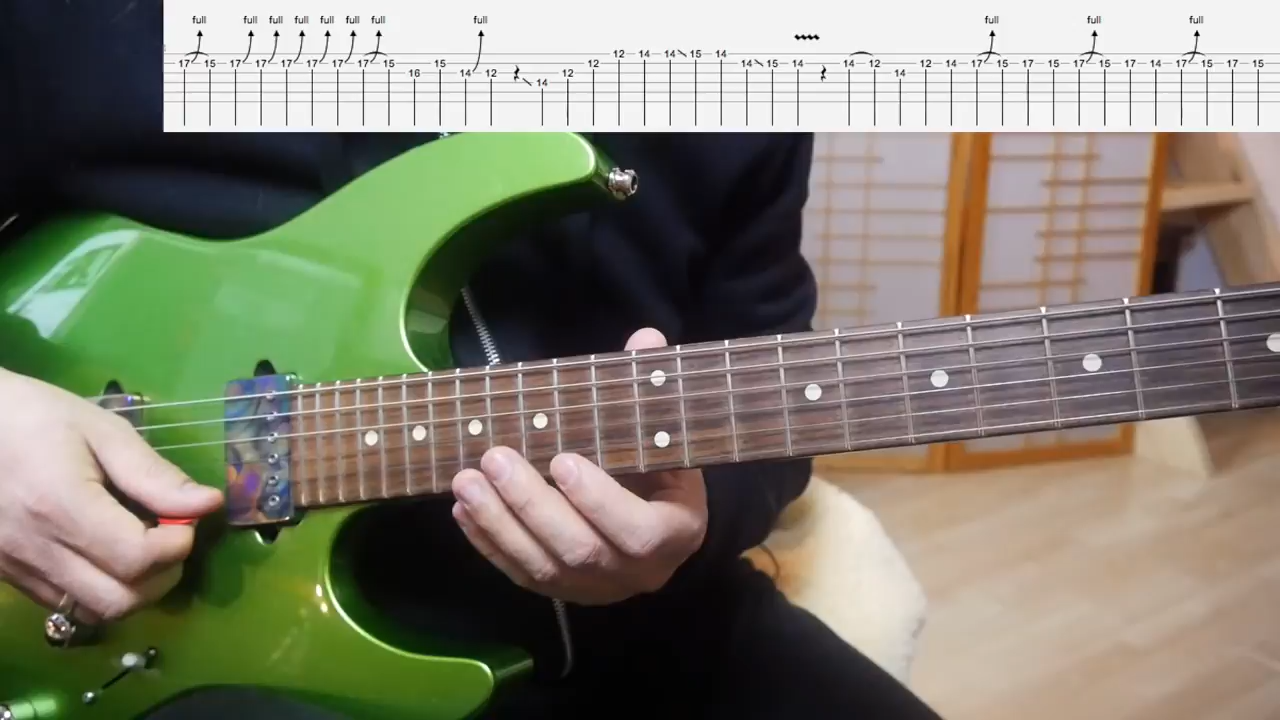 full full full full full full full full full full full
12 14 14 15 14
17 15 17 17 17 17 17 17 15 15 12 14 15 14 14 12 12 14 17 15 17 15 17 14 17 15 17 15
16 14 12 12 14
14